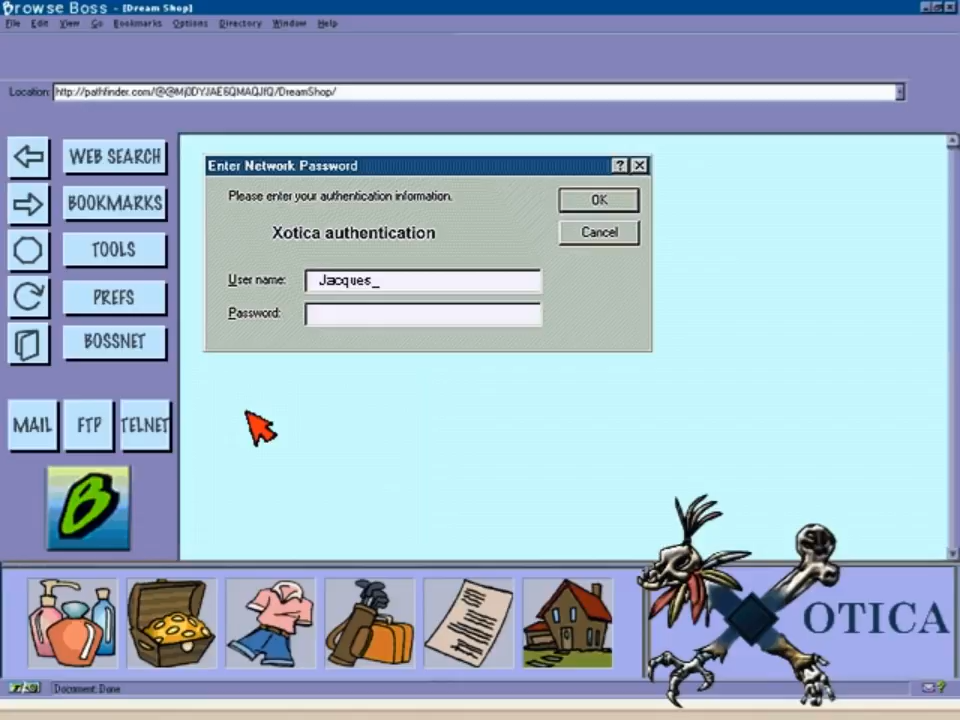 Browse Boss - [Dream Shop]
File Edit View Go Bookmarks Options Directory Window Help
Location: http://pathfinder.com/@@Mj0DYJAE6QMAQJfQ/DreamShop/
WEB SEARCH
BOOKMARKS
TOOLS
PREFS
BOSSNET
MAIL FTP TELNET
B
Enter Network Password
Please enter your authentication information.
OK
Xotica authentication
Cancel
User name: Jacques_
Password:
XOTICA
Document: Done